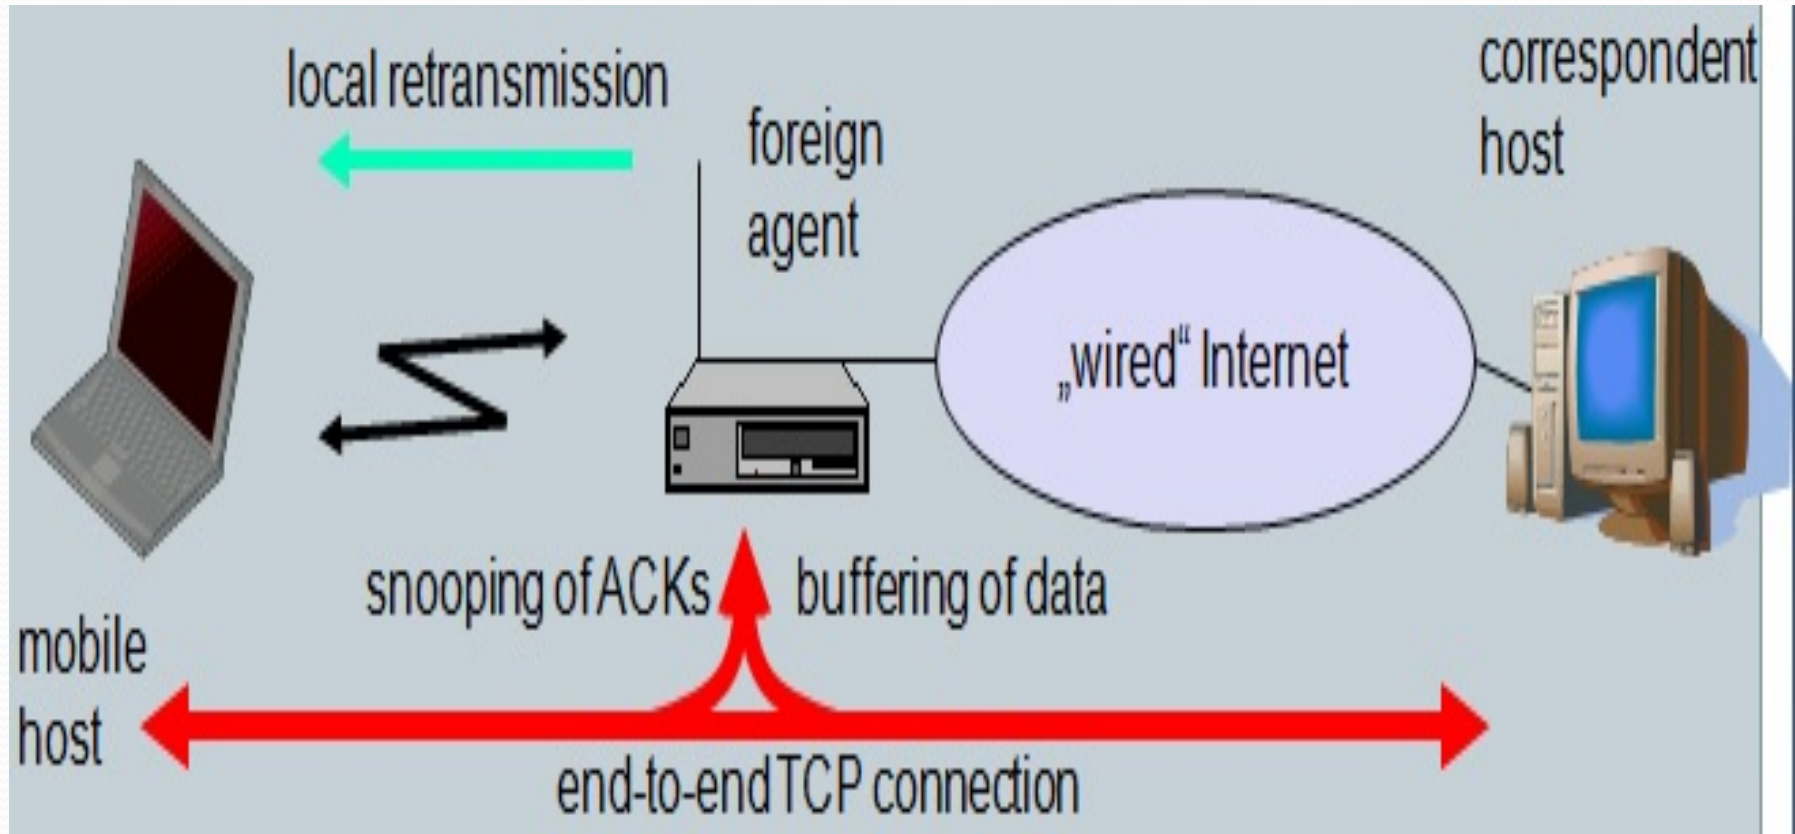 local retransmission
correspondent
host
foreign
agent
„wired“ Internet
snooping of ACKs
buffering of data
mobile
host
end-to-end TCP connection